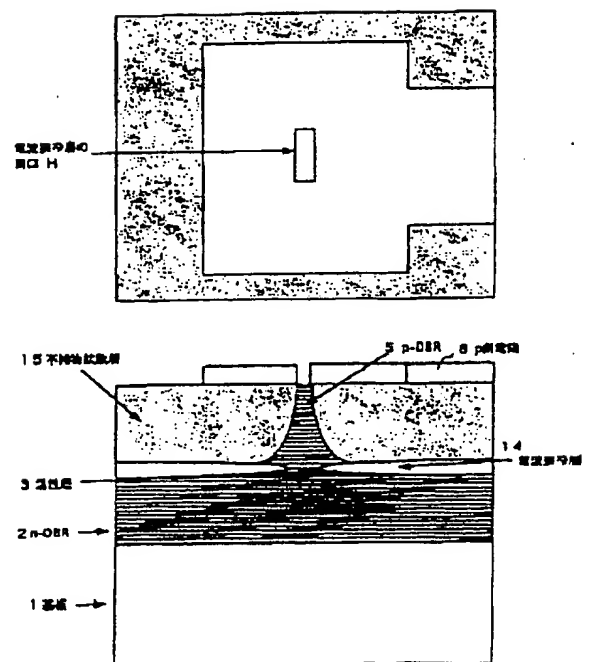 電流狭窄層の
開口 H
5 p-DBR
8 p側電極
15 不純物拡散層
14
電流狭窄層
3 活性層
2 n-DBR
1 基板